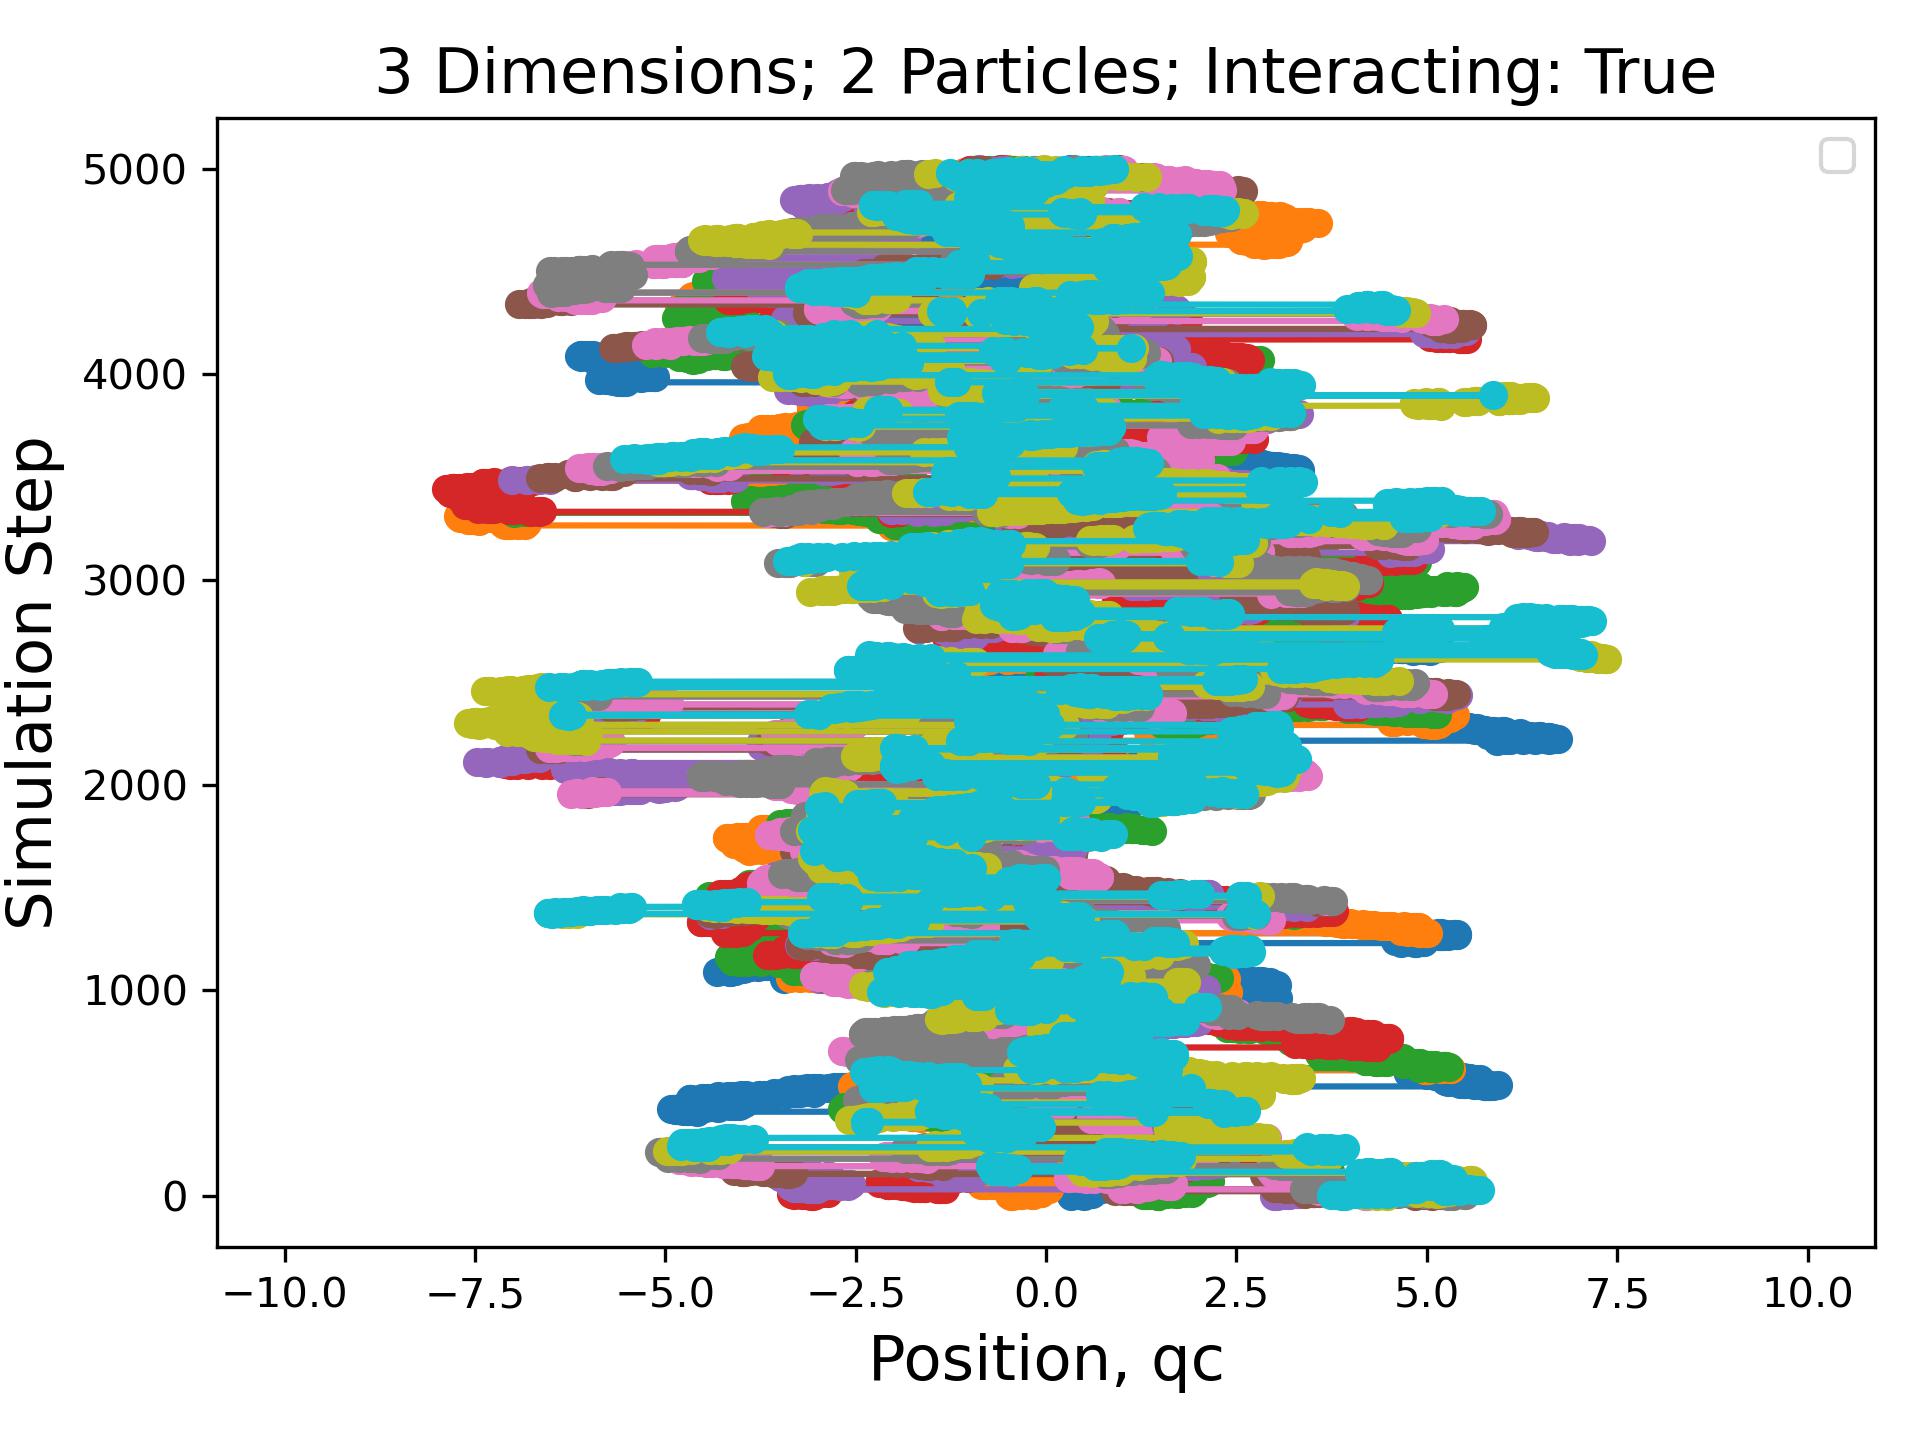 3 Dimensions; 2 Particles; Interacting: True
Simulation Step
5000
4000
3000
2000
1000
0
−10.0 −7.5 −5.0 −2.5 0.0 2.5 5.0 7.5 10.0
Position, qc